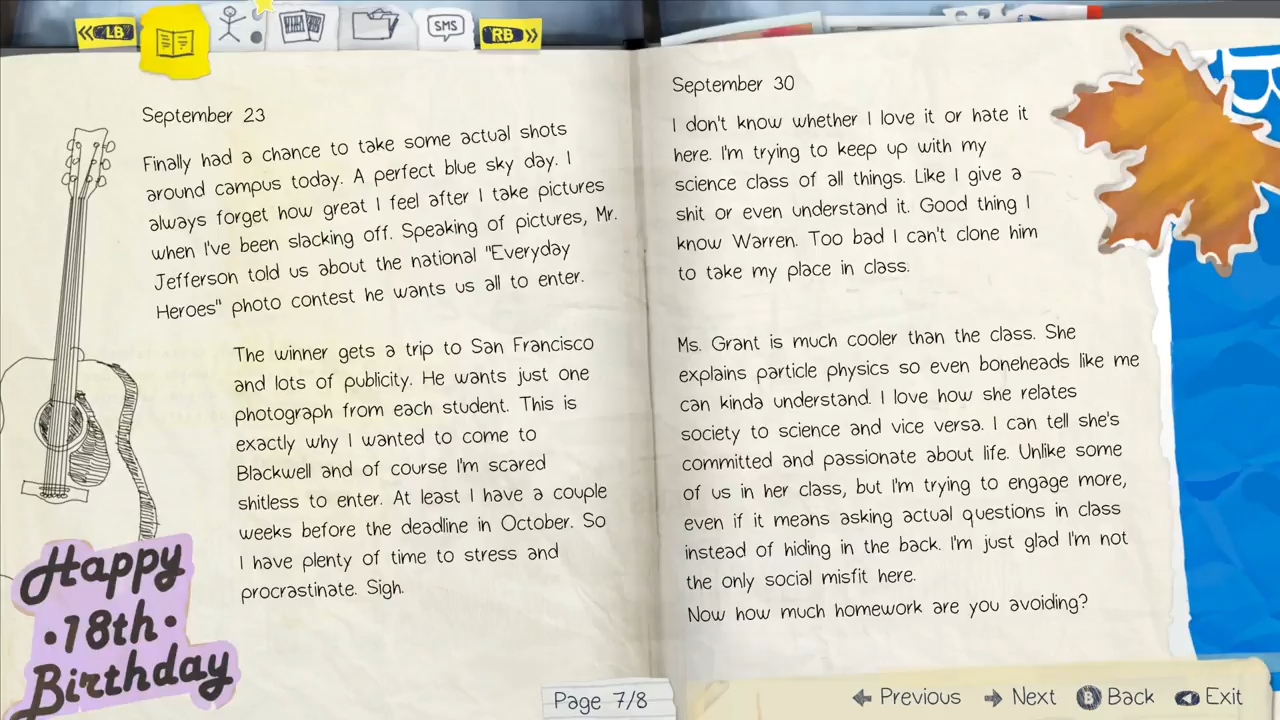 LB
SMS
RB
September 23
Finally had a chance to take some actual shots
around campus today. A perfect blue sky day. I
always forget how great I feel after I take pictures
when I've been slacking off. Speaking of pictures, Mr.
Jefferson told us about the national "Everyday
Heroes" photo contest he wants us all to enter.
The winner gets a trip to San Francisco
and lots of publicity. He wants just one
photograph from each student. This is
exactly why I wanted to come to
Blackwell and of course I'm scared
shitless to enter. At least I have a couple
weeks before the deadline in October. So
I have plenty of time to stress and
procrastinate. Sigh.
Happy
•18th•
Birthday
September 30
I don't know whether I love it or hate it
here. I'm trying to keep up with my
science class of all things. Like I give a
shit or even understand it. Good thing I
know Warren. Too bad I can't clone him
to take my place in class.
Ms. Grant is much cooler than the class. She
explains particle physics so even boneheads like me
can kinda understand. I love how she relates
society to science and vice versa. I can tell she's
committed and passionate about life. Unlike some
of us in her class, but I'm trying to engage more,
even if it means asking actual questions in class
instead of hiding in the back. I'm just glad I'm not
the only social misfit here.
Now how much homework are you avoiding?
B
Page 7/8
Previous Next B Back Exit